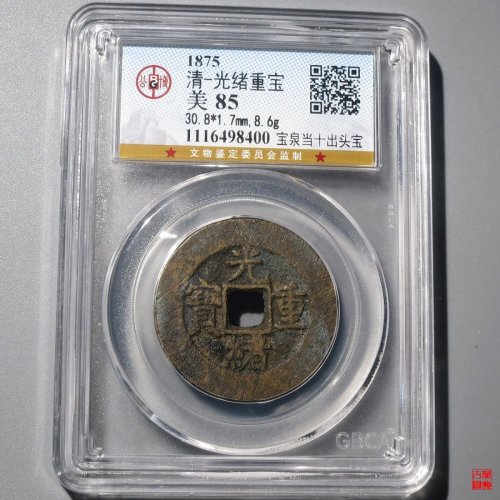 1875
清-光绪重宝
美 85
30.8*1.7mm,8.6g
1116498400 宝泉当十出头宝
★ 文物鉴定委员会监制 ★
光
寶 重
緒
GBCA